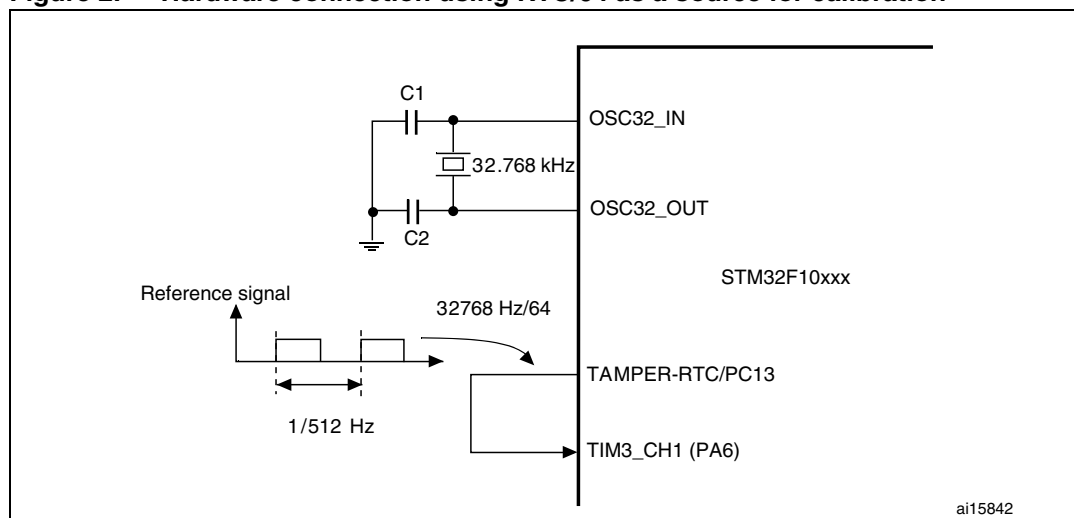 Figure 2. Hardware connection using RTC/64 as a source for calibration
C1
OSC32_IN
32.768 kHz
OSC32_OUT
C2
STM32F10xxx
Reference signal
32768 Hz/64
TAMPER-RTC/PC13
1/512 Hz
TIM3_CH1 (PA6)
ai15842